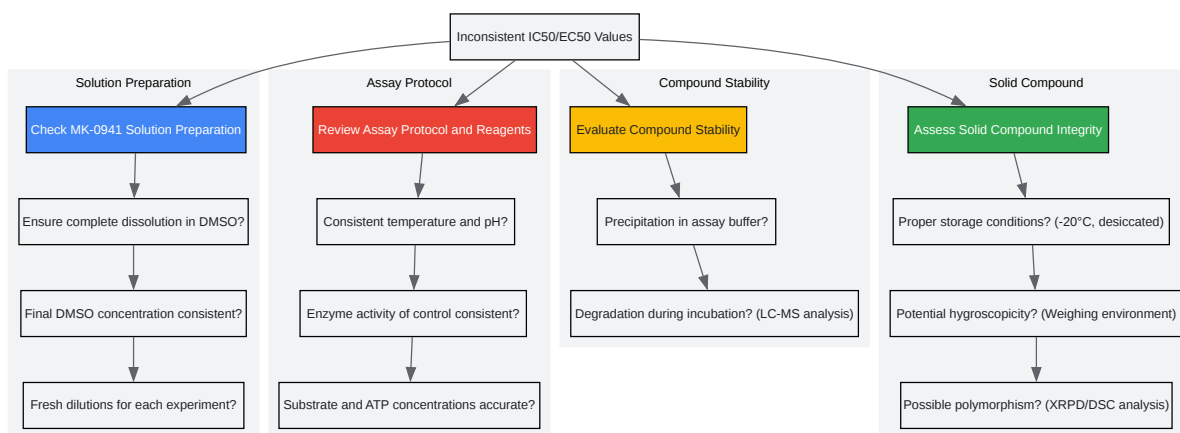 Inconsistent IC50/EC50 Values
Solution Preparation
Assay Protocol
Compound Stability
Solid Compound
Check MK-0941 Solution Preparation
Review Assay Protocol and Reagents
Evaluate Compound Stability
Assess Solid Compound Integrity
Ensure complete dissolution in DMSO?
Consistent temperature and pH?
Precipitation in assay buffer?
Proper storage conditions? (-20°C, desiccated)
Final DMSO concentration consistent?
Enzyme activity of control consistent?
Degradation during incubation? (LC-MS analysis)
Potential hygroscopicity? (Weighing environment)
Fresh dilutions for each experiment?
Substrate and ATP concentrations accurate?
Possible polymorphism? (XRPD/DSC analysis)